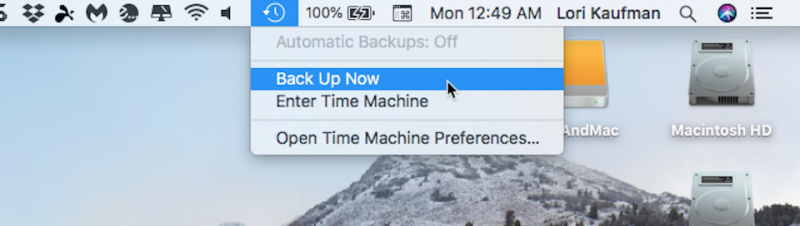 100% Mon 12:49 AM Lori Kaufman
Automatic Backups: Off
Back Up Now
Enter Time Machine
Open Time Machine Preferences...
AndMac
Macintosh HD